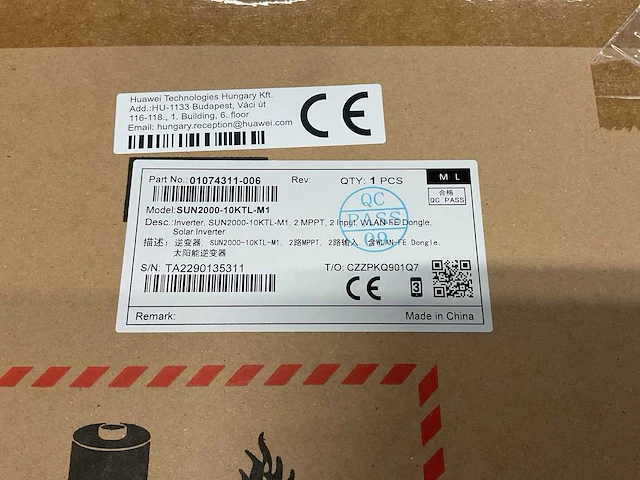 Huawei Technologies Hungary Kft.
Add.:HU-1133 Budapest, Váci út
116-118., 1. Building, 6. floor
Email: hungary.reception@huawei.com
CE
Part No.: 01074311-006 Rev: QTY: 1 PCS M L
合格
QC PASS
Model: SUN2000-10KTL-M1
QC
PASS
09
Desc.: Inverter, SUN2000-10KTL-M1, 2 MPPT, 2 Input, WLAN-FE Dongle,
Solar Inverter
描述: 逆变器, SUN2000-10KTL-M1, 2路MPPT, 2路输入, 含WLAN-FE Dongle,
太阳能逆变器
S/N: TA2290135311 T/O: CZZPKQ901Q7
CE 3
Remark: Made in China